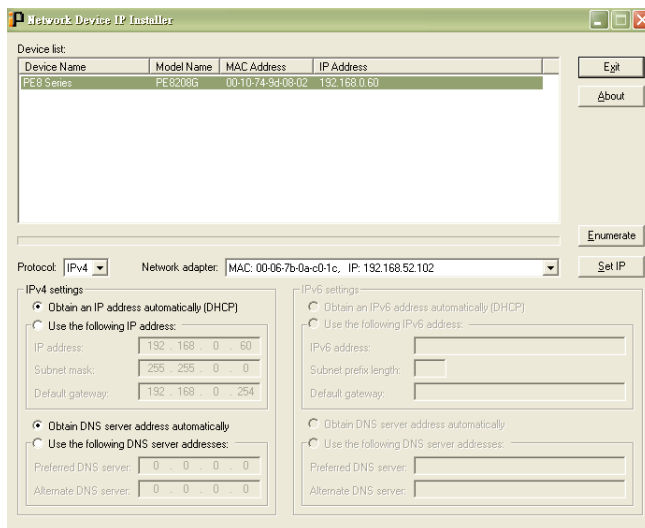 Network Device IP Installer
Device list:
Device Name Model Name MAC Address IP Address
PE8 Series PE8208G 00-10-74-9d-08-02 192.168.0.60
Exit
About
Enumerate
Protocol: IPv4 Network adapter: MAC: 00-06-7b-0a-c0-1c, IP: 192.168.52.102 Set IP
IPv4 settings
Obtain an IP address automatically (DHCP)
Use the following IP address:
IP address: 192 . 168 . 0 . 60
Subnet mask: 255 . 255 . 0 . 0
Default gateway: 192 . 168 . 0 . 254
Obtain DNS server address automatically
Use the following DNS server addresses:
Preferred DNS server: 0 . 0 . 0 . 0
Alternate DNS server: 0 . 0 . 0 . 0
IPv6 settings
Obtain an IPv6 address automatically (DHCP)
Use the following IPv6 address:
IPv6 address:
Subnet prefix length:
Default gateway:
Obtain DNS server address automatically
Use the following DNS server addresses:
Preferred DNS server:
Alternate DNS server: